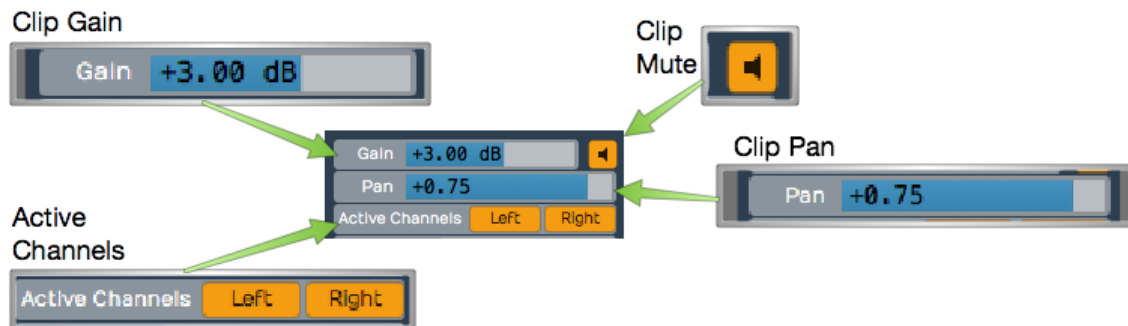 Clip Gain
Gain +3.00 dB
Clip
Mute
Gain +3.00 dB
Pan +0.75
Active Channels Left Right
Clip Pan
Pan +0.75
Active
Channels
Active Channels Left Right